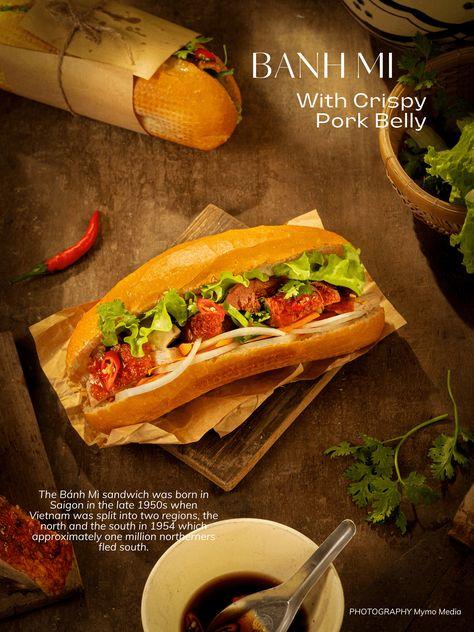 BANH MI
With Crispy
Pork Belly
The Bánh Mì sandwich was born in
Saigon in the late 1950s when
Vietnam was split into two regions, the
north and the south in 1954 which
approximately one million northerners
fled south.
PHOTOGRAPHY Mymo Media